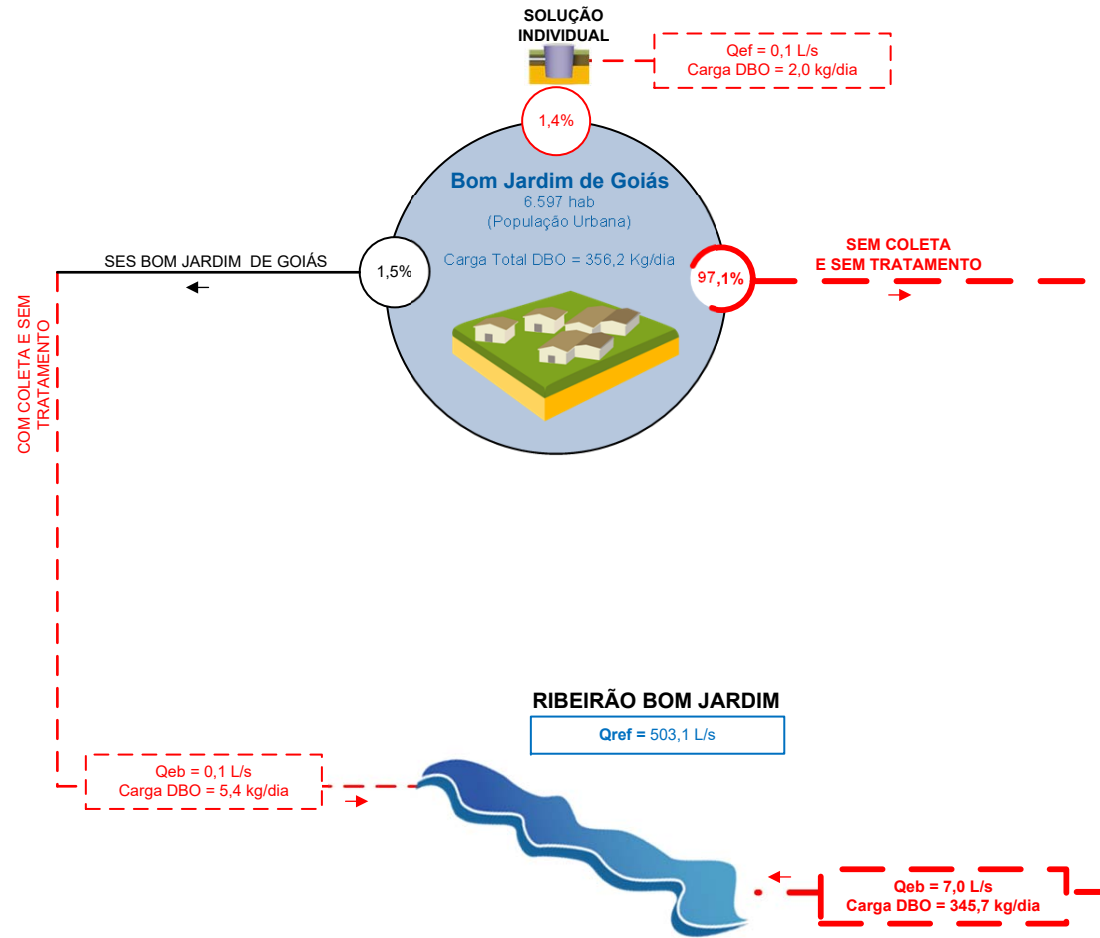 SOLUÇÃO
INDIVIDUAL
Qef = 0,1 L/s
Carga DBO = 2,0 kg/dia
1,4%
Bom Jardim de Goiás
6.597 hab
(População Urbana)
Carga Total DBO = 356,2 Kg/dia
SES BOM JARDIM DE GOIÁS
1,5%
97,1%
SEM COLETA
E SEM TRATAMENTO
COM COLETA E SEM
TRATAMENTO
RIBEIRÃO BOM JARDIM
Qref = 503,1 L/s
Qeb = 0,1 L/s
Carga DBO = 5,4 kg/dia
Qeb = 7,0 L/s
Carga DBO = 345,7 kg/dia